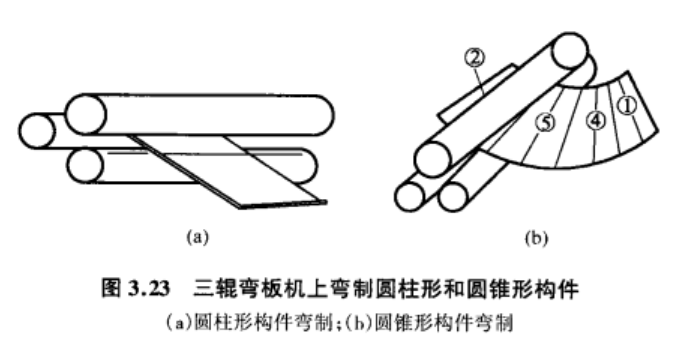 ②
⑤
④
①
(a)
(b)
图 3.23 三辊弯板机上弯制圆柱形和圆锥形构件
(a)圆柱形构件弯制;(b)圆锥形构件弯制